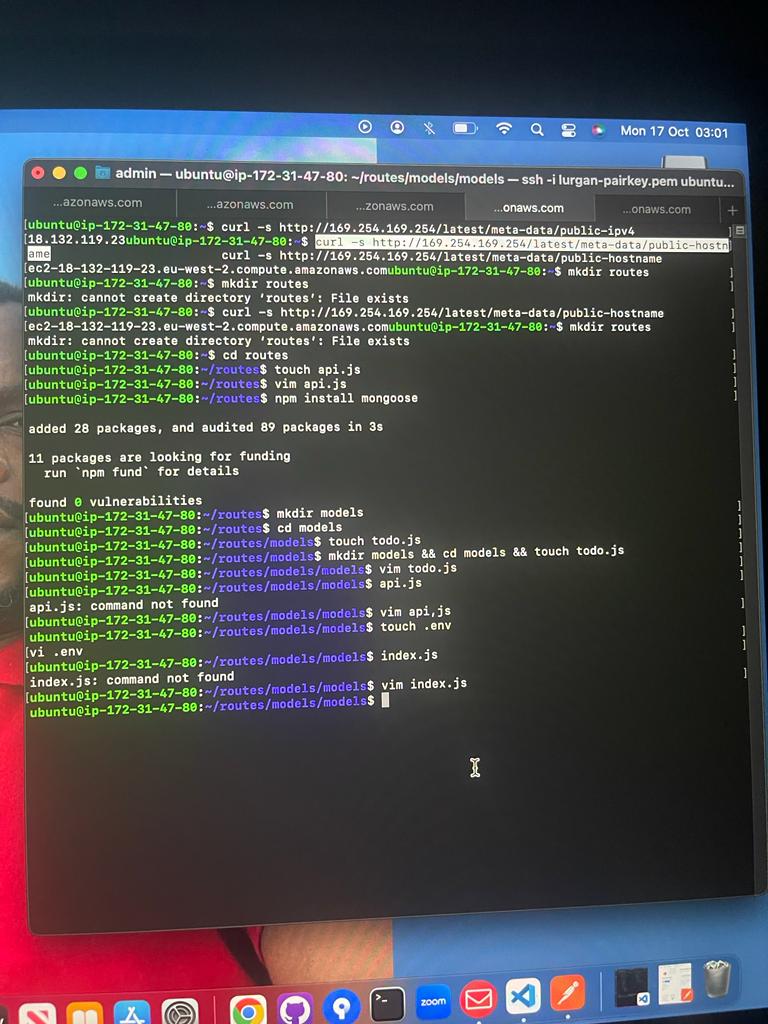 Mon 17 Oct 03:01
admin — ubuntu@ip-172-31-47-80: ~/routes/models/models — ssh -i lurgan-pairkey.pem ubuntu...
...azonaws.com ...azonaws.com ...zonaws.com ...onaws.com ...onaws.com +
[ubuntu@ip-172-31-47-80:~$ curl -s http://169.254.169.254/latest/meta-data/public-ipv4 ]
[18.132.119.23ubuntu@ip-172-31-47-80:~$ curl -s http://169.254.169.254/latest/meta-data/public-hostn
ame curl -s http://169.254.169.254/latest/meta-data/public-hostname
[ec2-18-132-119-23.eu-west-2.compute.amazonaws.comubuntu@ip-172-31-47-80:~$ mkdir routes ]
[ubuntu@ip-172-31-47-80:~$ mkdir routes ]
mkdir: cannot create directory ‘routes’: File exists
[ubuntu@ip-172-31-47-80:~$ curl -s http://169.254.169.254/latest/meta-data/public-hostname ]
[ec2-18-132-119-23.eu-west-2.compute.amazonaws.comubuntu@ip-172-31-47-80:~$ mkdir routes ]
mkdir: cannot create directory ‘routes’: File exists
[ubuntu@ip-172-31-47-80:~$ cd routes ]
[ubuntu@ip-172-31-47-80:~/routes$ touch api.js ]
[ubuntu@ip-172-31-47-80:~/routes$ vim api.js ]
[ubuntu@ip-172-31-47-80:~/routes$ npm install mongoose ]
added 28 packages, and audited 89 packages in 3s
11 packages are looking for funding
run `npm fund` for details
found 0 vulnerabilities
[ubuntu@ip-172-31-47-80:~/routes$ mkdir models ]
[ubuntu@ip-172-31-47-80:~/routes$ cd models ]
[ubuntu@ip-172-31-47-80:~/routes/models$ touch todo.js ]
[ubuntu@ip-172-31-47-80:~/routes/models$ mkdir models && cd models && touch todo.js ]
[ubuntu@ip-172-31-47-80:~/routes/models/models$ vim todo.js ]
[ubuntu@ip-172-31-47-80:~/routes/models/models$ api.js ]
api.js: command not found
[ubuntu@ip-172-31-47-80:~/routes/models/models$ vim api,js ]
ubuntu@ip-172-31-47-80:~/routes/models/models$ touch .env
[vi .env ]
[ubuntu@ip-172-31-47-80:~/routes/models/models$ index.js ]
index.js: command not found
[ubuntu@ip-172-31-47-80:~/routes/models/models$ vim index.js ]
ubuntu@ip-172-31-47-80:~/routes/models/models$
zoom